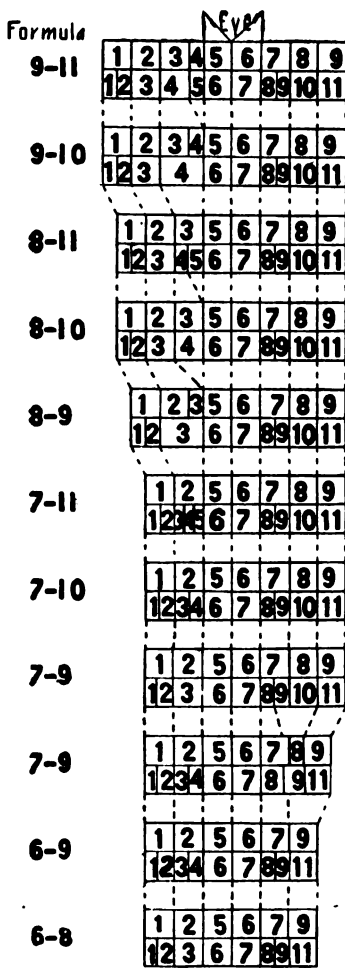 Formula
Eye
9-11
1 2 3 4 5 6 7 8 9
1 2 3 4 5 6 7 8 9 10 11
9-10
1 2 3 4 5 6 7 8 9
1 2 3 4 6 7 8 9 10 11
8-11
1 2 3 5 6 7 8 9
1 2 3 4 5 6 7 8 9 10 11
8-10
1 2 3 5 6 7 8 9
1 2 3 4 6 7 8 9 10 11
8-9
1 2 3 5 6 7 8 9
1 2 3 6 7 8 9 10 11
7-11
1 2 5 6 7 8 9
1 2 3 4 5 6 7 8 9 10 11
7-10
1 2 5 6 7 8 9
1 2 3 4 6 7 8 9 10 11
7-9
1 2 5 6 7 8 9
1 2 3 6 7 8 9 10 11
7-9
1 2 5 6 7 8 9
1 2 3 4 6 7 8 9 11
6-9
1 2 5 6 7 9
1 2 3 4 6 7 8 9 11
6-8
1 2 5 6 7 9
1 2 3 6 7 8 9 11